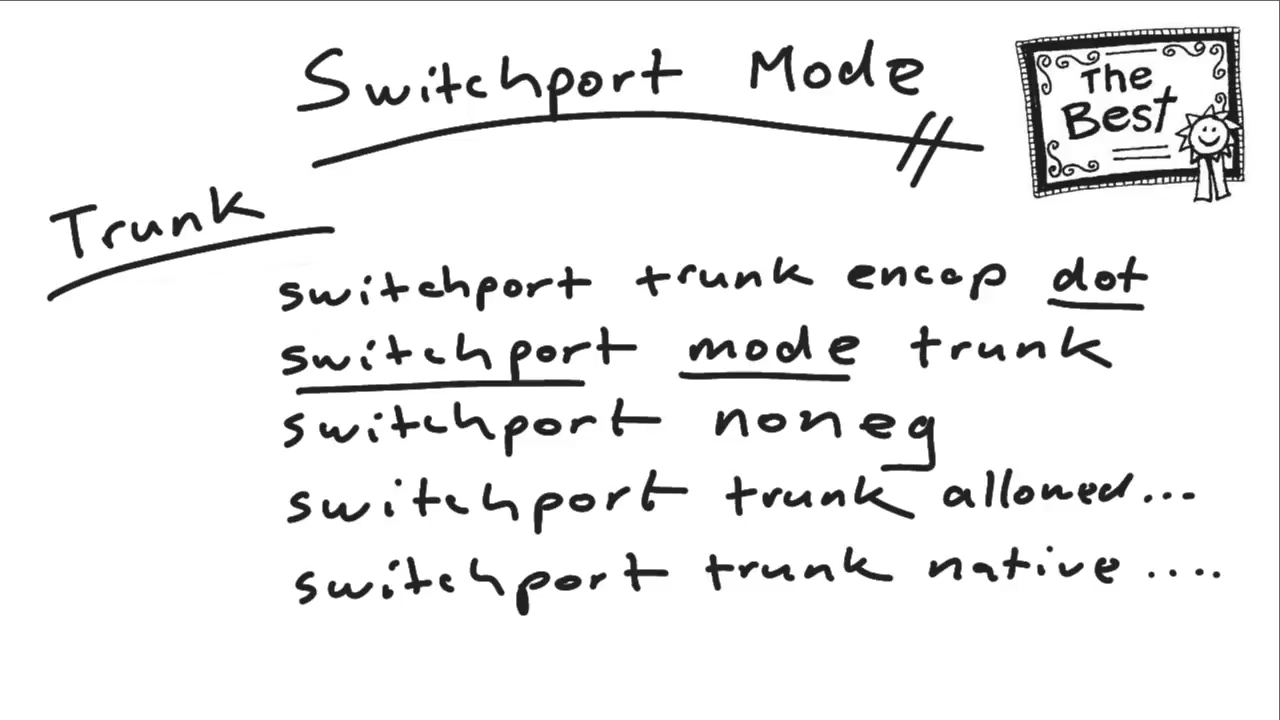 Switchport Mode
The
Best
Trunk
switchport trunk encap dot
switchport mode trunk
switchport noneg
switchport trunk allowed...
switchport trunk native ....